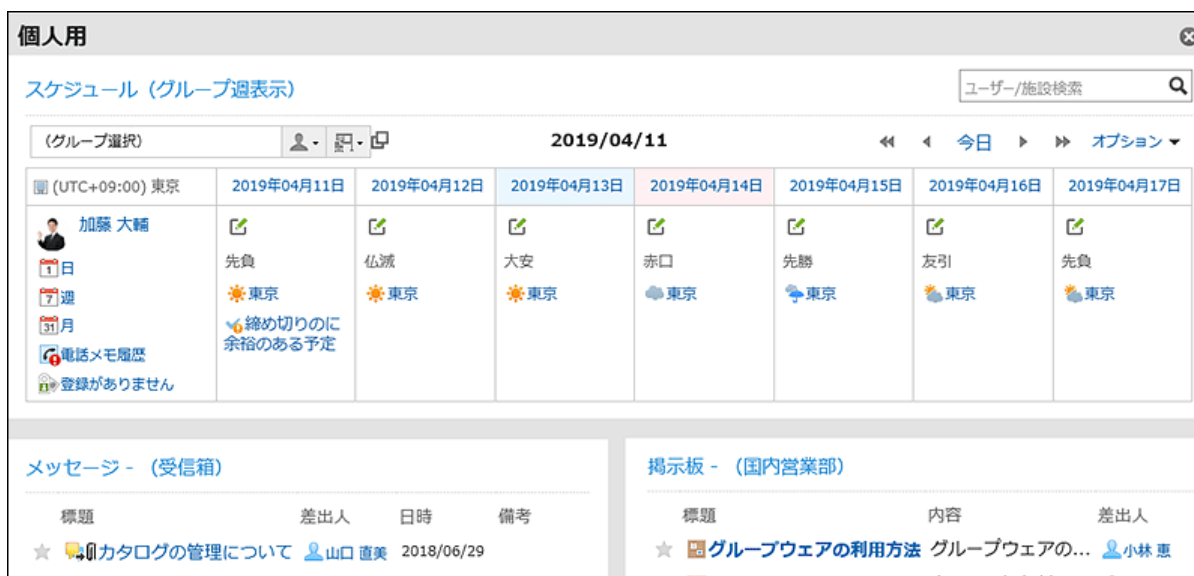 個人用
スケジュール（グループ週表示）
ユーザー/施設検索
（グループ選択）
2019/04/11
今日
オプション
(UTC+09:00) 東京 2019年04月11日 2019年04月12日 2019年04月13日 2019年04月14日 2019年04月15日 2019年04月16日 2019年04月17日
加藤 大輔
先負 仏滅 大安 赤口 先勝 友引 先負
1 日 東京 東京 東京 東京 東京 東京 東京
7 週
締め切りのに
31 月
余裕のある予定
電話メモ履歴
登録がありません
メッセージ - （受信箱）
標題 差出人 日時 備考
カタログの管理について 山口 直美 2018/06/29
掲示板 - （国内営業部）
標題 内容 差出人
グループウェアの利用方法 グループウェアの... 小林 恵